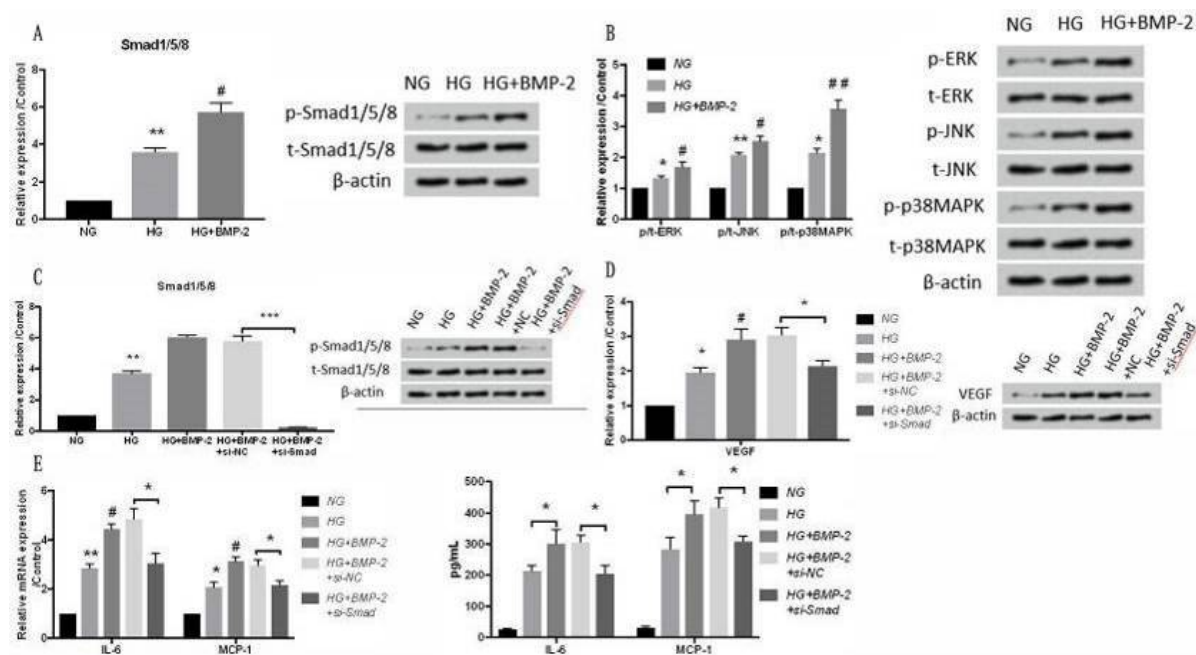 A
Smad1/5/8
Relative expression /Control
8
6
4
2
0
**
#
NG
HG
HG+BMP-2
NG HG HG+BMP-2
p-Smad1/5/8
t-Smad1/5/8
β-actin
B
Relative expression /Control
5
4
3
2
1
0
NG
HG
HG+BMP-2
* #
** #
* ##
p/t-ERK
p/t-JNK
p/t-p38MAPK
NG HG HG+BMP-2
p-ERK
t-ERK
p-JNK
t-JNK
p-p38MAPK
t-p38MAPK
β-actin
C
Smad1/5/8
Relative expression/Control
8
6
4
2
0
**
***
NG
HG
HG+BMP-2
HG+BMP-2
+si-NC
HG+BMP-2
+si-Smad
NG
HG
HG+BMP-2
HG+BMP-2
+NC
HG+BMP-2
+si-Smad
p-Smad1/5/8
t-Smad1/5/8
β-actin
D
Relative expression/Control
4
3
2
1
0
*
#
*
VEGF
NG
HG
HG+BMP-2
HG+BMP-2
+si-NC
HG+BMP-2
+si-Smad
NG
HG
HG+BMP-2
HG+BMP-2
+NC
HG+BMP-2
+si-Smad
VEGF
β-actin
E
Relative mRNA expression
/Control
6
4
2
0
**
#
*
*
#
*
IL-6
MCP-1
NG
HG
HG+BMP-2
HG+BMP-2
+si-NC
HG+BMP-2
+si-Smad
pg/mL
500
400
300
200
100
0
*
*
*
*
IL-6
MCP-1
NG
HG
HG+BMP-2
HG+BMP-2
+si-NC
HG+BMP-2
+si-Smad